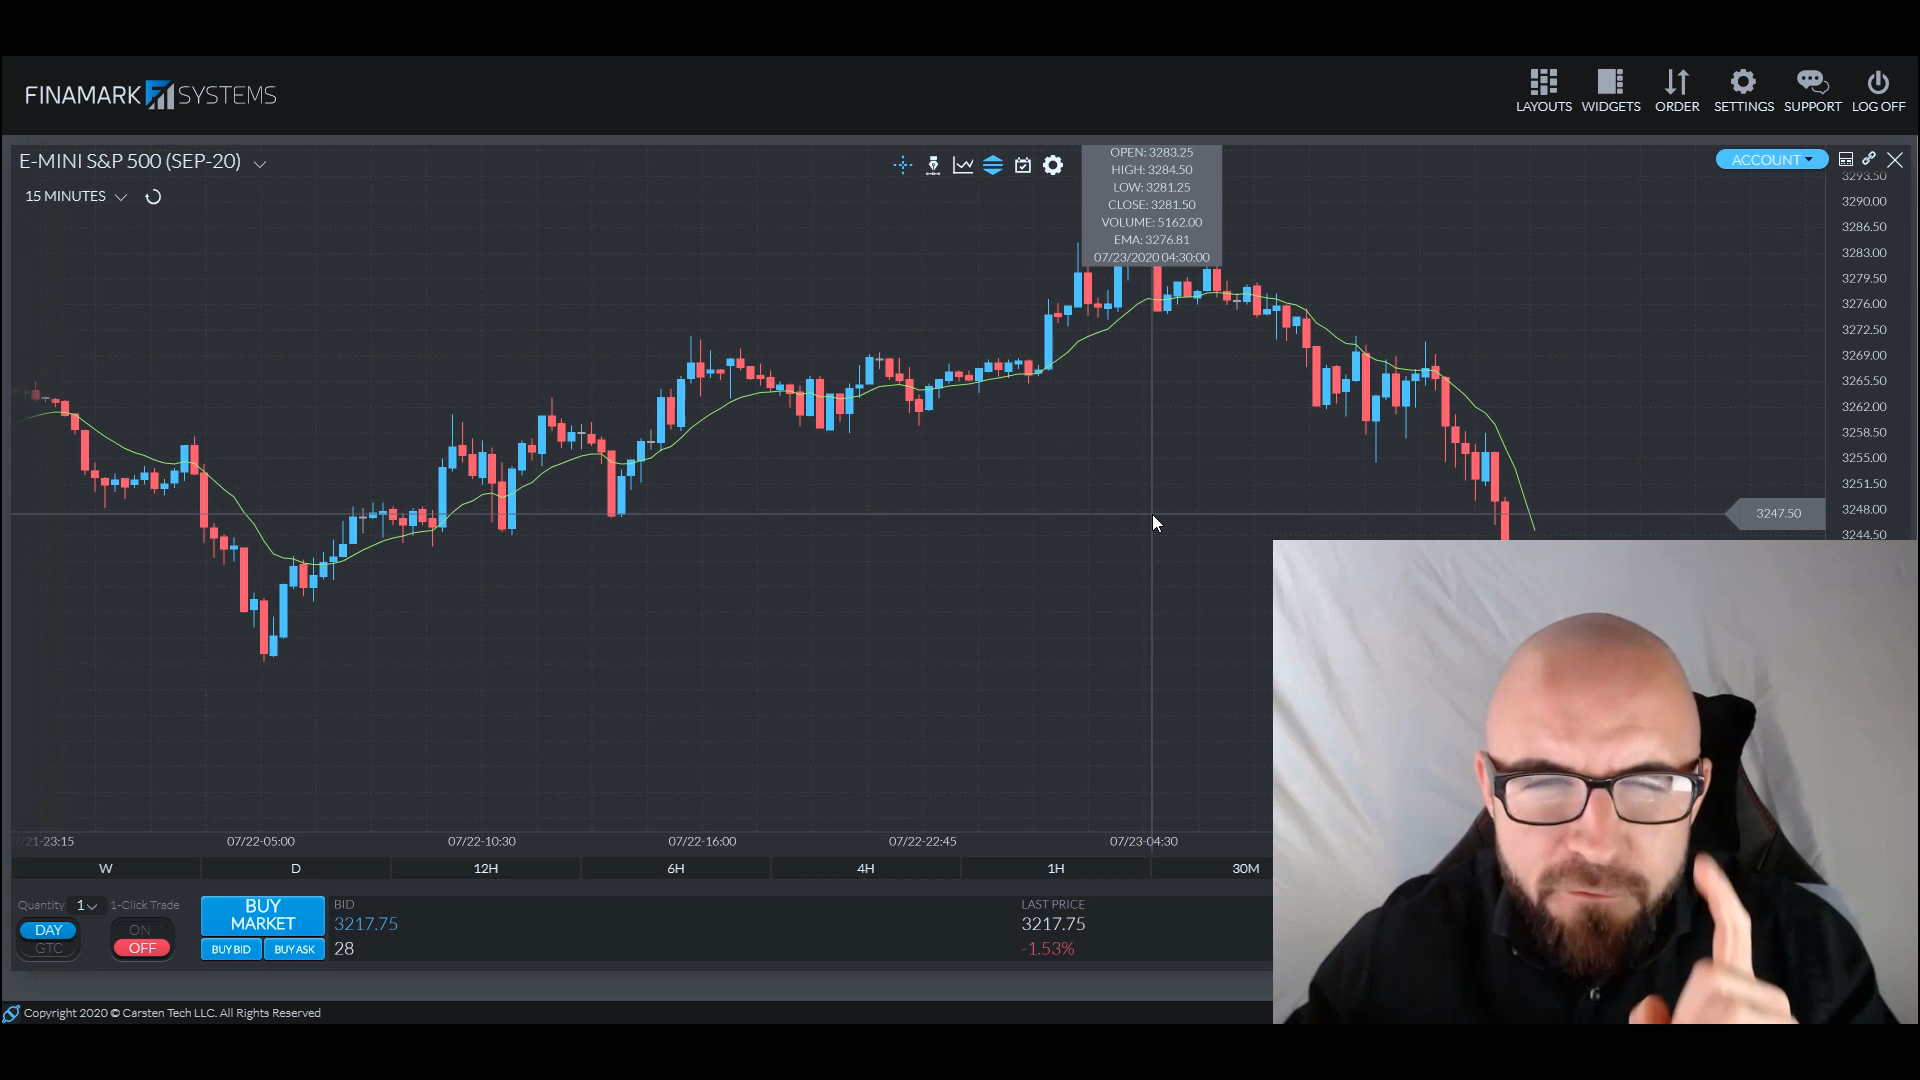 FINAMARK SYSTEMS
LAYOUTS WIDGETS ORDER SETTINGS SUPPORT LOG OFF
E-MINI S&P 500 (SEP-20)
15 MINUTES
OPEN: 3283.25
HIGH: 3284.50
LOW: 3281.25
CLOSE: 3281.50
VOLUME: 5162.00
EMA: 3276.81
07/23/2020 04:30:00
ACCOUNT
3293.50
3290.00
3286.50
3283.00
3279.50
3276.00
3272.50
3269.00
3265.50
3262.00
3258.50
3255.00
3251.50
3248.00
3247.50
3244.50
/21-23:15 07/22-05:00 07/22-10:30 07/22-16:00 07/22-22:45 07/23-04:30
W D 12H 6H 4H 1H 30M
Quantity 1 1-Click Trade
DAY
GTC
ON
OFF
BUY
MARKET
BUY BID BUY ASK
BID
3217.75
28
LAST PRICE
3217.75
-1.53%
Copyright 2020 © Carsten Tech LLC. All Rights Reserved